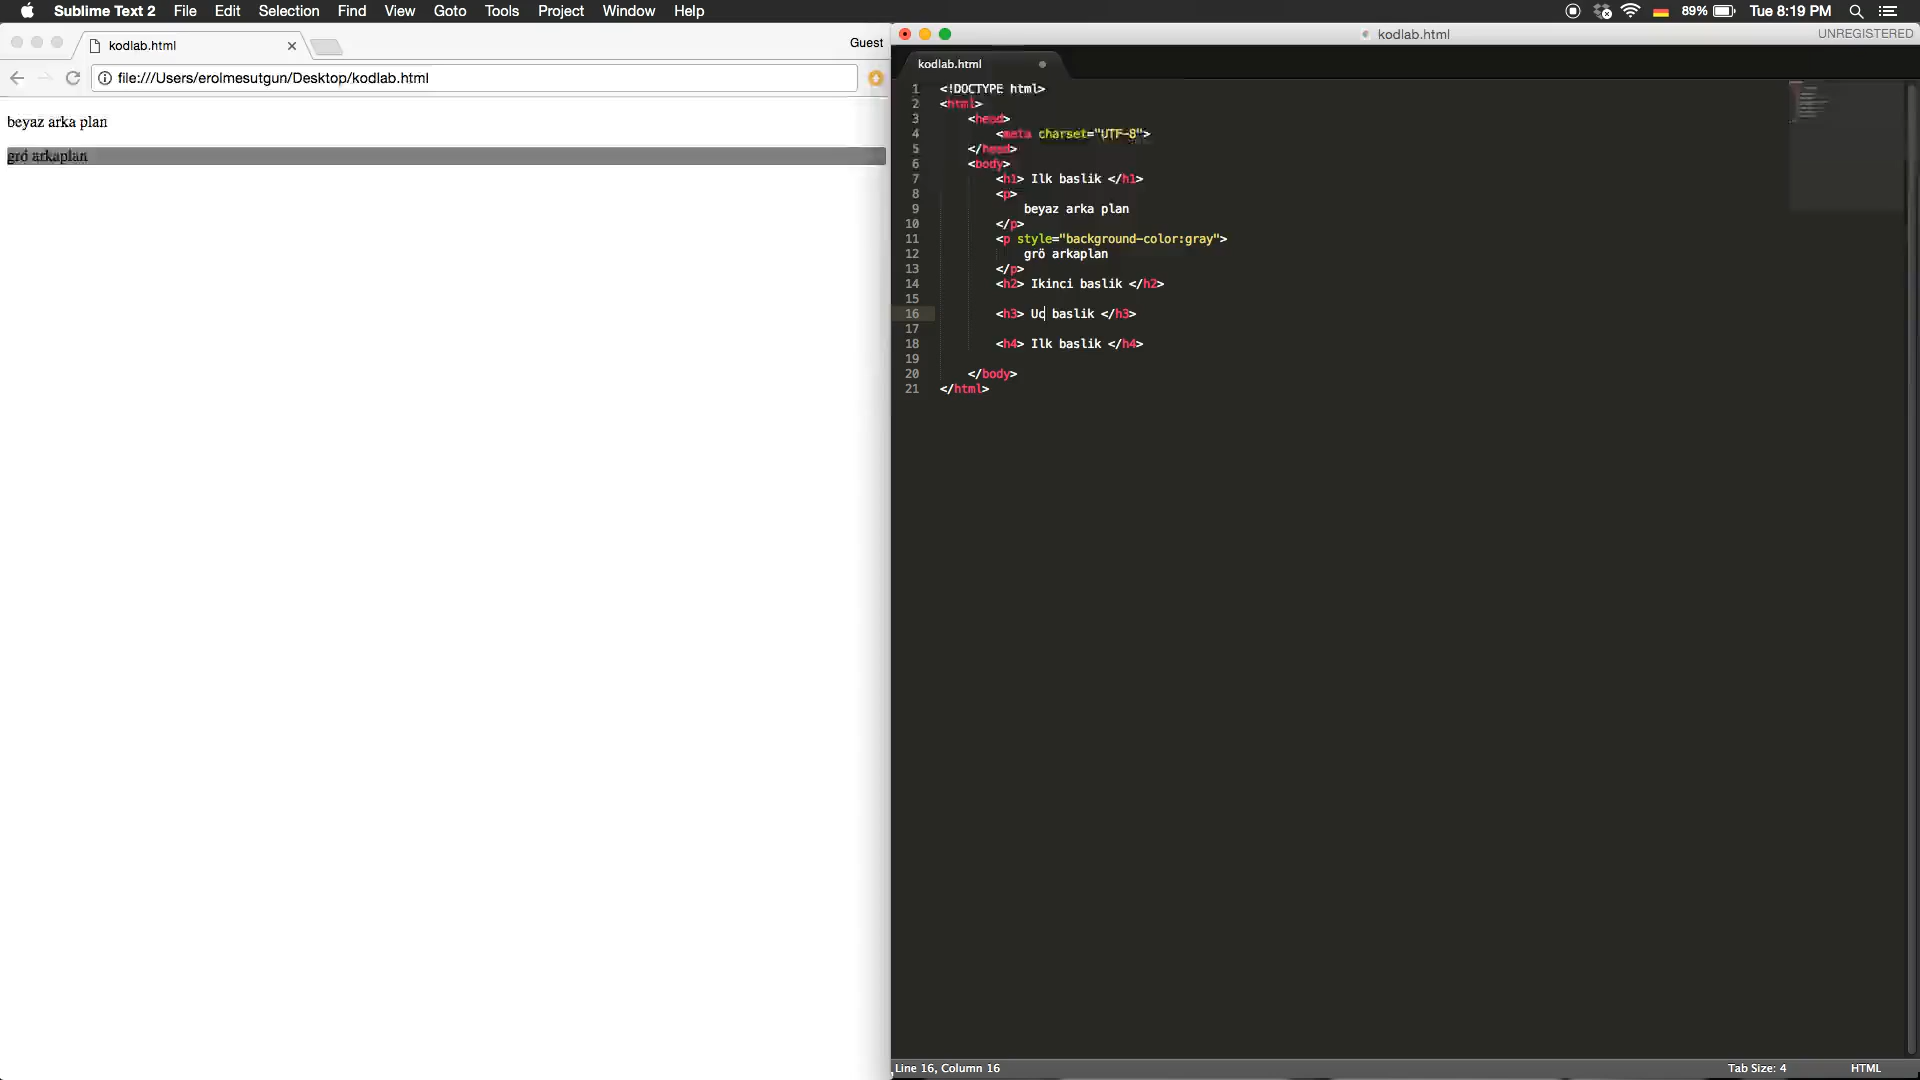 Sublime Text 2 File Edit Selection Find View Goto Tools Project Window Help 89% Tue 8:19 PM
kodlab.html Guest
file:///Users/erolmesutgun/Desktop/kodlab.html
beyaz arka plan
grö arkaplan
kodlab.html UNREGISTERED
kodlab.html
1 <!DOCTYPE html>
2 <html>
3 <head>
4 <meta charset="UTF-8">
5 </head>
6 <body>
7 <h1> Ilk baslik </h1>
8 <p>
9 beyaz arka plan
10 </p>
11 <p style="background-color:gray">
12 grö arkaplan
13 </p>
14 <h2> Ikinci baslik </h2>
15
16 <h3> Uc baslik </h3>
17
18 <h4> Ilk baslik </h4>
19
20 </body>
21 </html>
Line 16, Column 16 Tab Size: 4 HTML